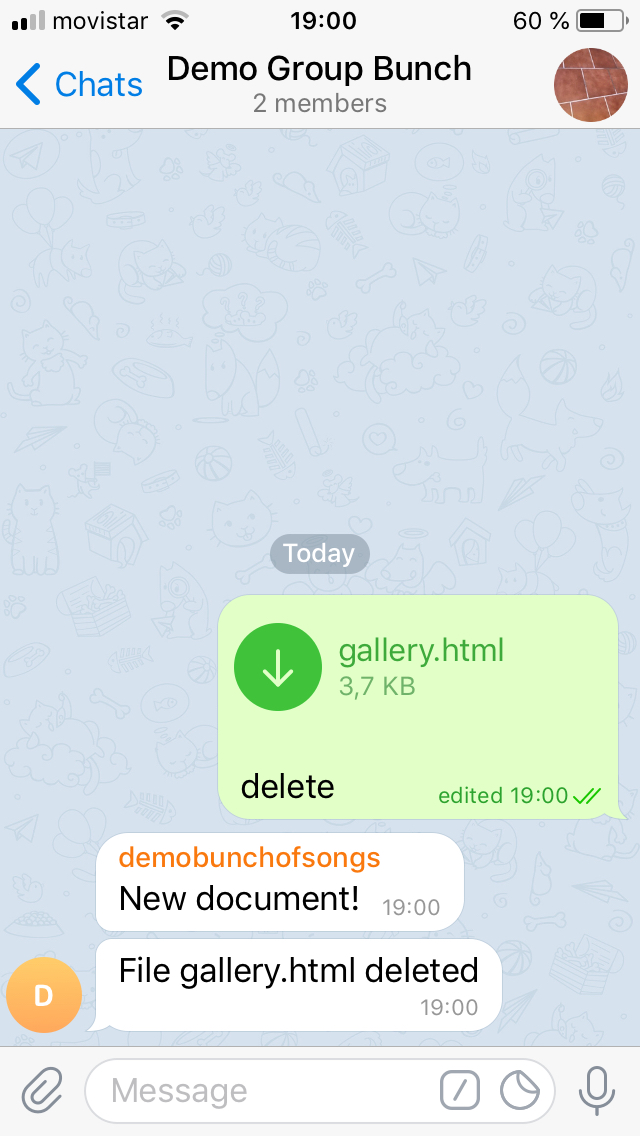 movistar 19:00 60 %
Chats
Demo Group Bunch
2 members
Today
gallery.html
3,7 KB
delete
edited 19:00
demobunchofsongs
New document! 19:00
File gallery.html deleted
19:00
D
Message